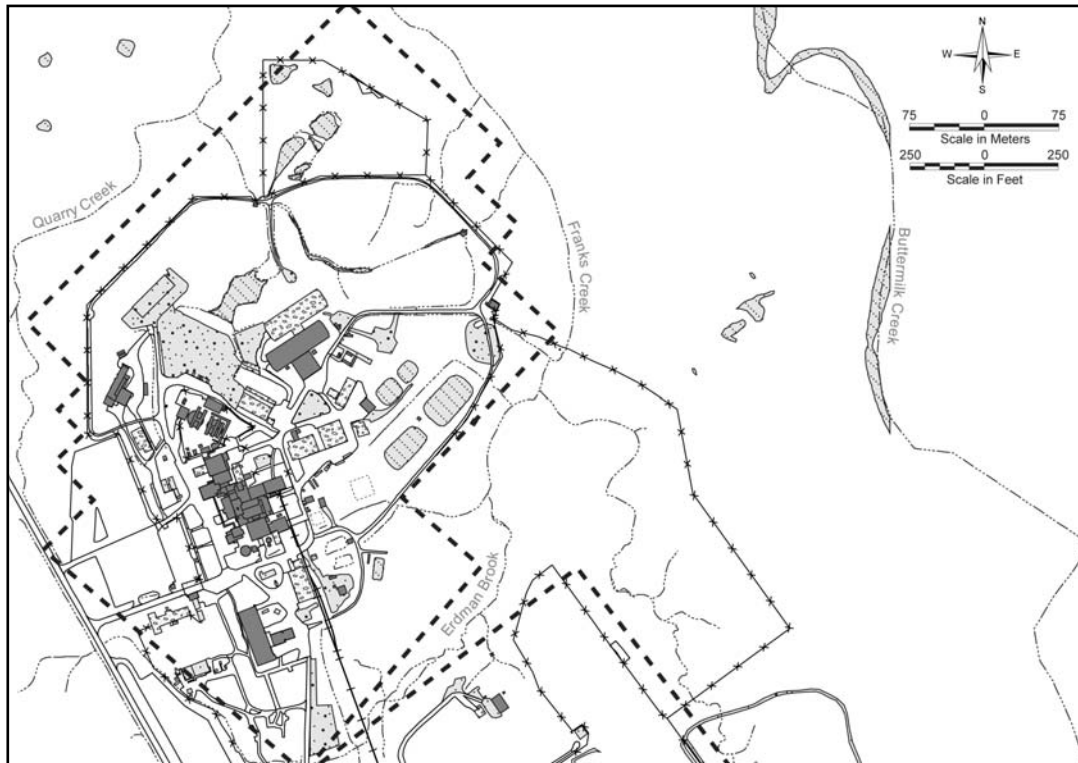 N
W E
S
75 0 75
Scale in Meters
250 0 250
Scale in Feet
Quarry Creek
Franks Creek
Buttermilk Creek
Erdman Brook